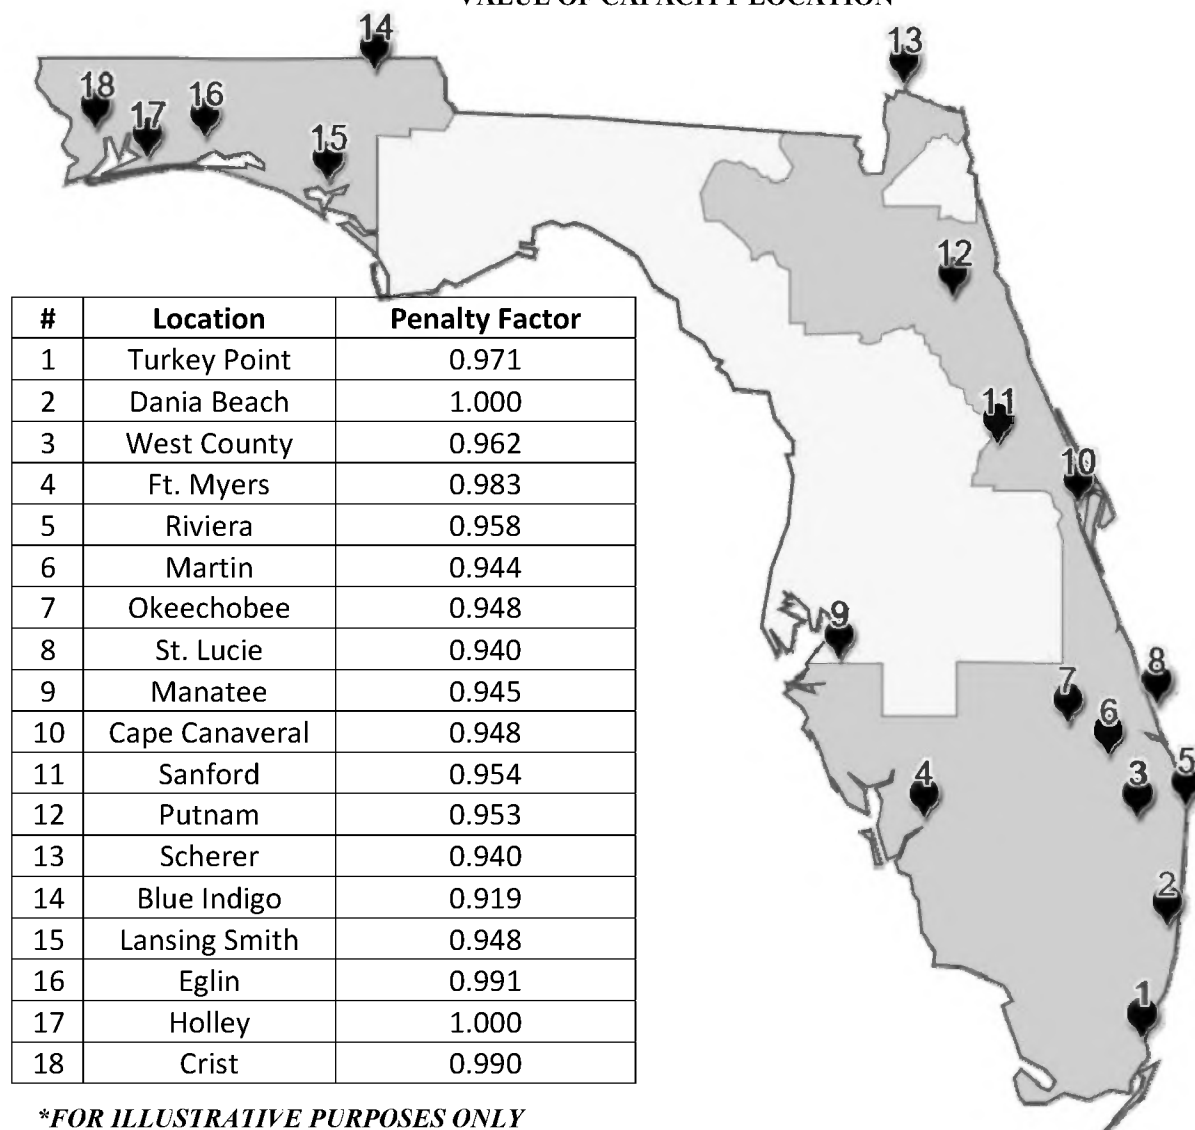 VALUE OF CAPACITY LOCATION
14
13
18
16
17
15
12
# Location Penalty Factor
1 Turkey Point 0.971
2 Dania Beach 1.000
3 West County 0.962
4 Ft. Myers 0.983
5 Riviera 0.958
6 Martin 0.944
7 Okeechobee 0.948
8 St. Lucie 0.940
9 Manatee 0.945
10 Cape Canaveral 0.948
11 Sanford 0.954
12 Putnam 0.953
13 Scherer 0.940
14 Blue Indigo 0.919
15 Lansing Smith 0.948
16 Eglin 0.991
17 Holley 1.000
18 Crist 0.990
11
10
9
8
7
6
5
4
3
2
1
*FOR ILLUSTRATIVE PURPOSES ONLY